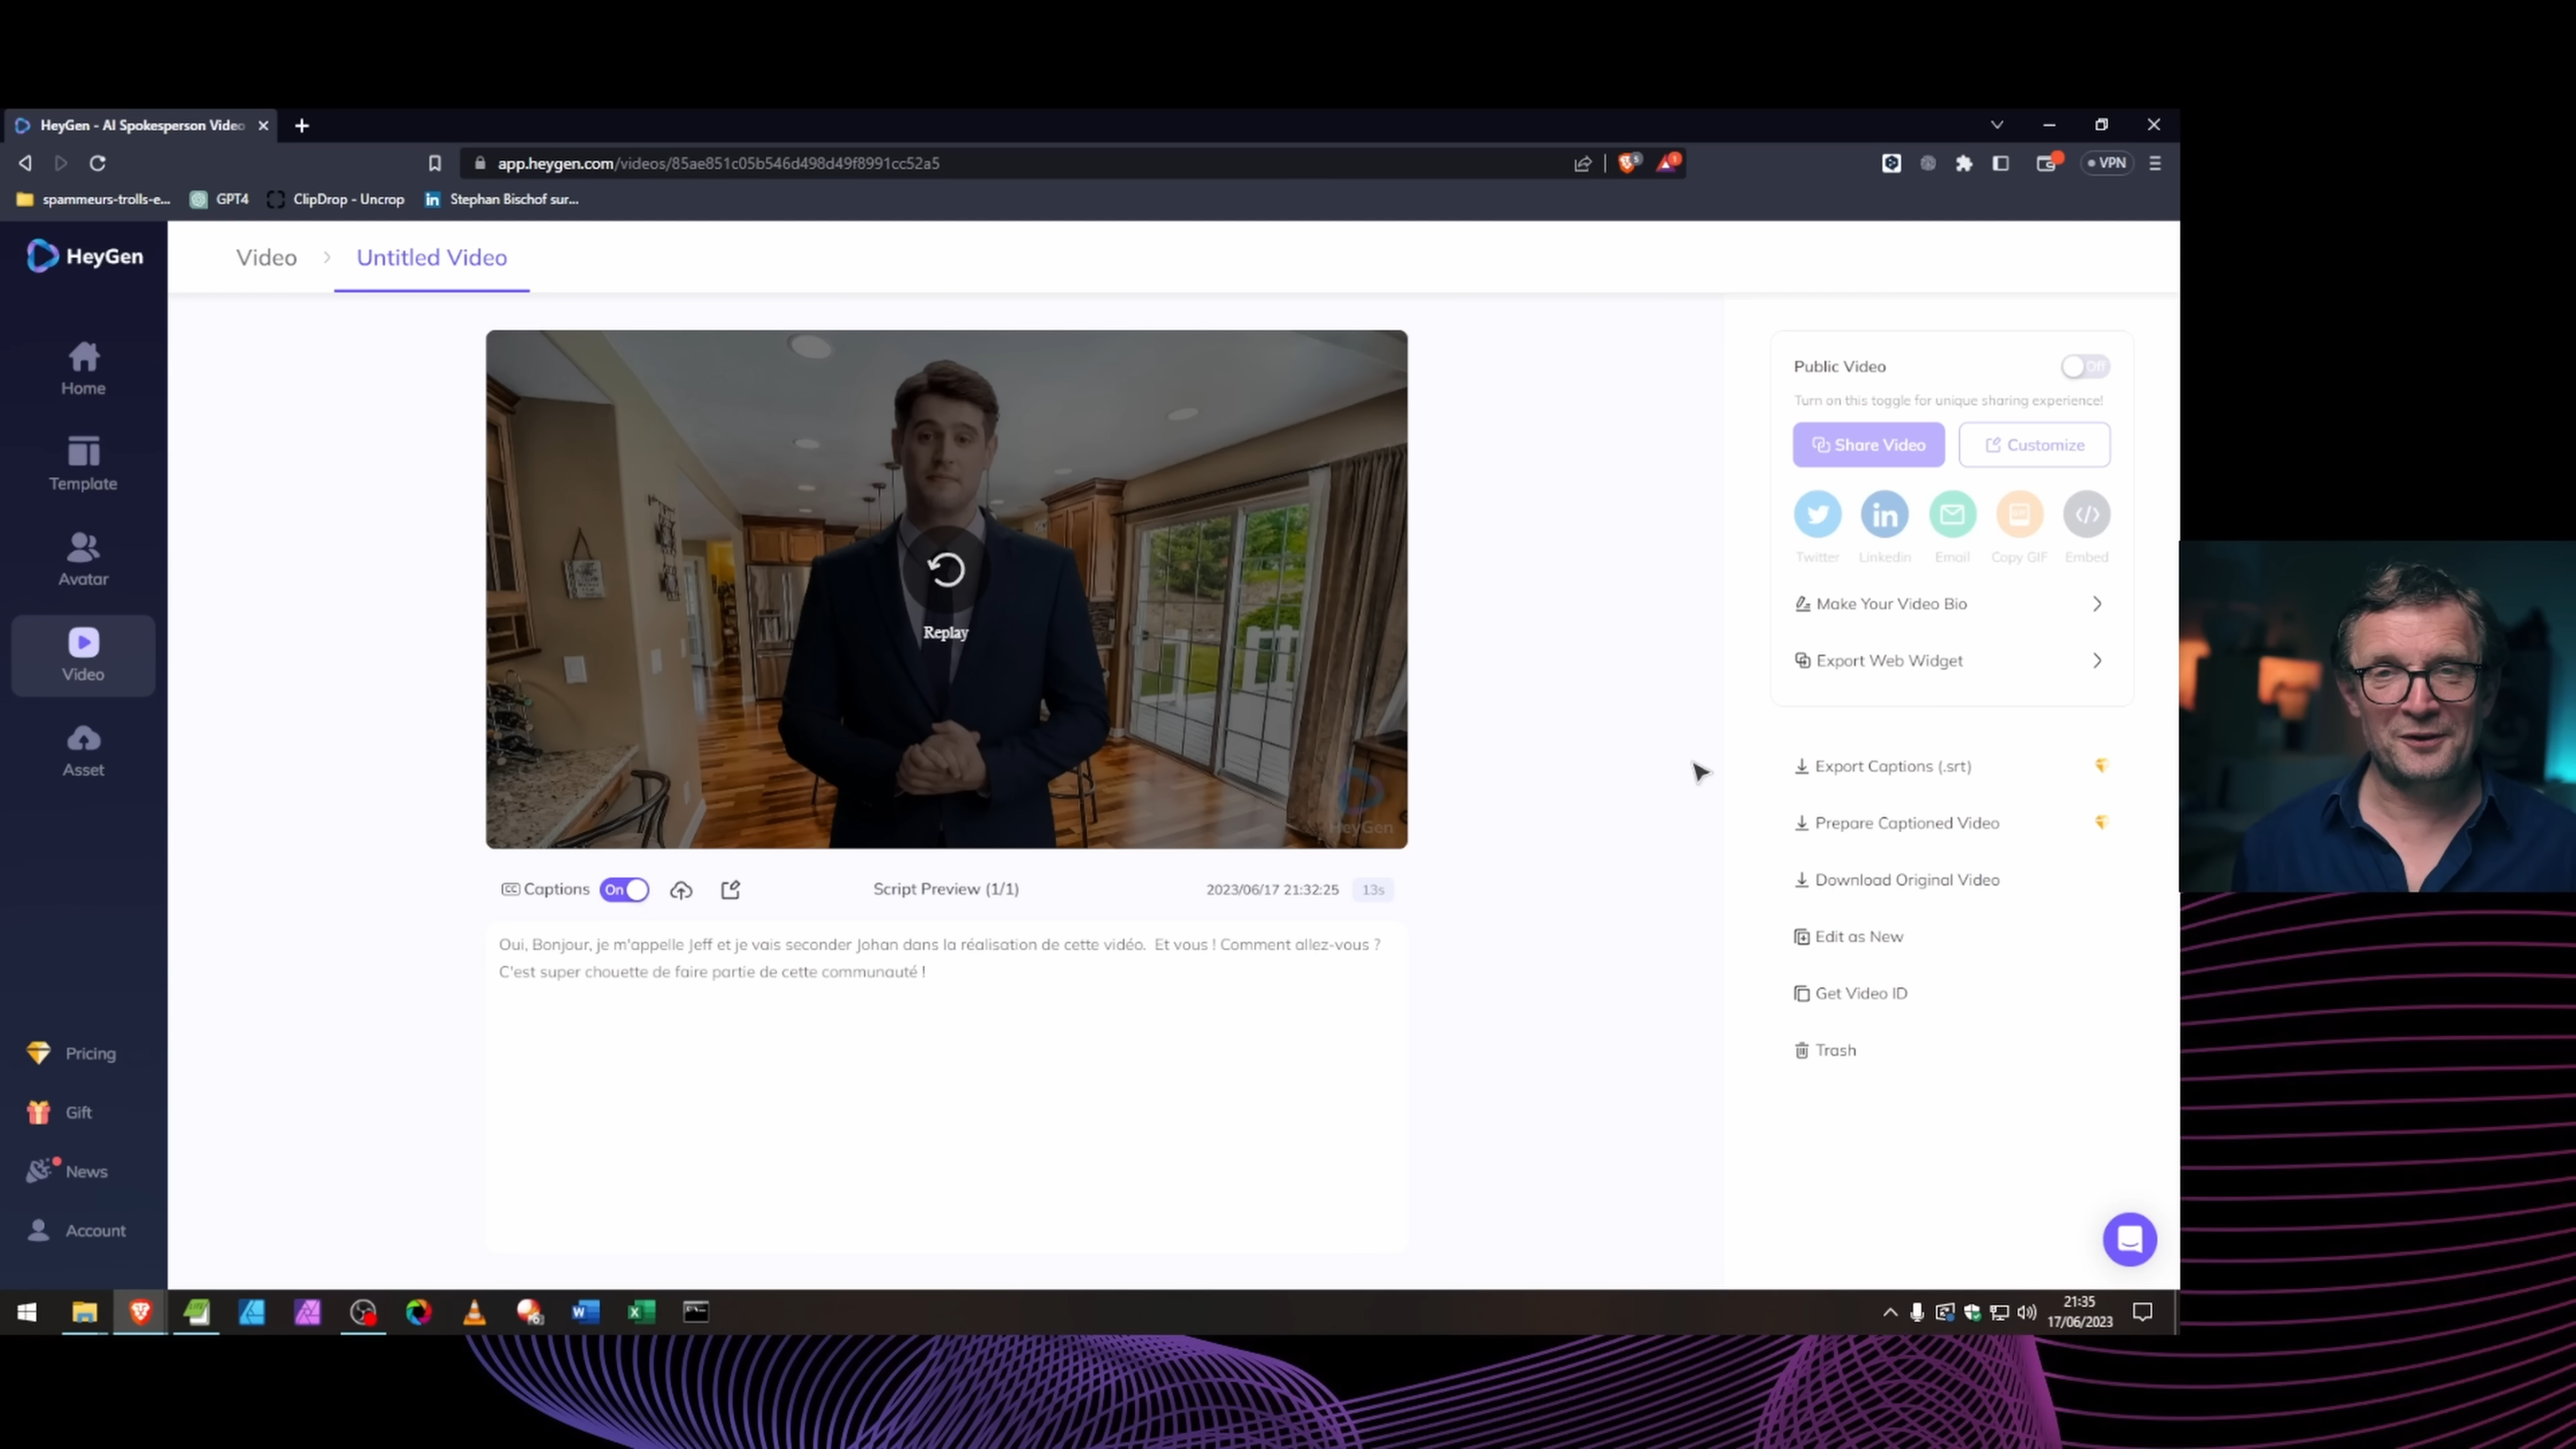 HeyGen - AI Spokesperson Video
app.heygen.com/videos/85ae851c05b546d498d49f8991cc52a5
VPN
spammeurs-trolls-e...
GPT4
ClipDrop - Uncrop
Stephan Bischof sur...
HeyGen
Video
Untitled Video
Home
Template
Avatar
Video
Asset
Pricing
Gift
News
Account
Replay
HeyGen
CC Captions On
Script Preview (1/1)
2023/06/17 21:32:25 13s
Oui, Bonjour, je m'appelle Jeff et je vais seconder Johan dans la réalisation de cette vidéo. Et vous ! Comment allez-vous ?
C'est super chouette de faire partie de cette communauté !
Public Video Off
Turn on this toggle for unique sharing experience!
Share Video Customize
Twitter Linkedin Email Copy GIF Embed
Make Your Video Bio
Export Web Widget
Export Captions (.srt)
Prepare Captioned Video
Download Original Video
Edit as New
Get Video ID
Trash
21:35
17/06/2023